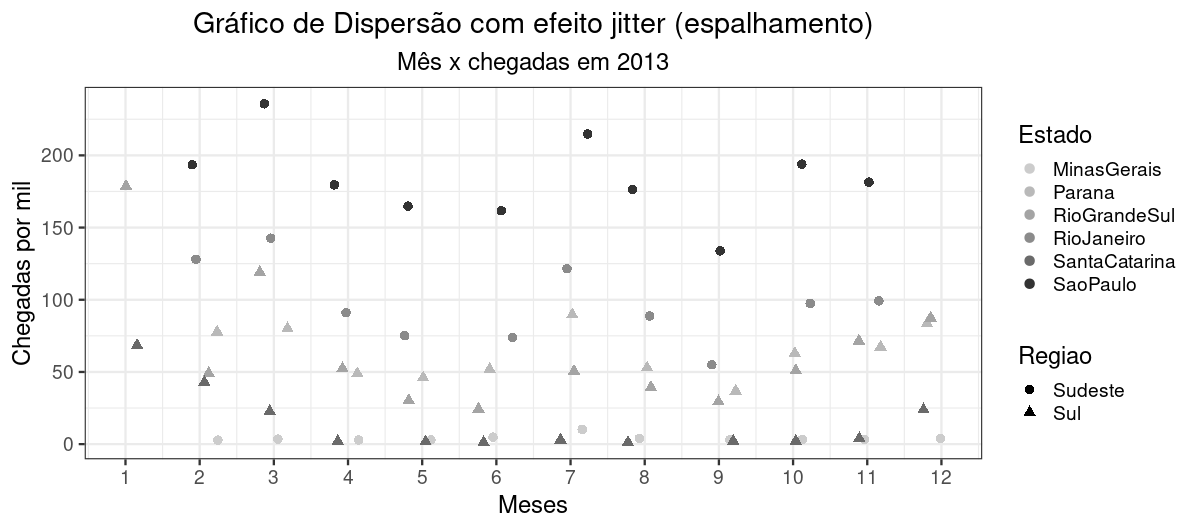 Gráfico de Dispersão com efeito jitter (espalhamento)
Mês x chegadas em 2013
Chegadas por mil
200
150
100
50
0
1 2 3 4 5 6 7 8 9 10 11 12
Meses
Estado
MinasGerais
Parana
RioGrandeSul
RioJaneiro
SantaCatarina
SaoPaulo
Regiao
Sudeste
Sul